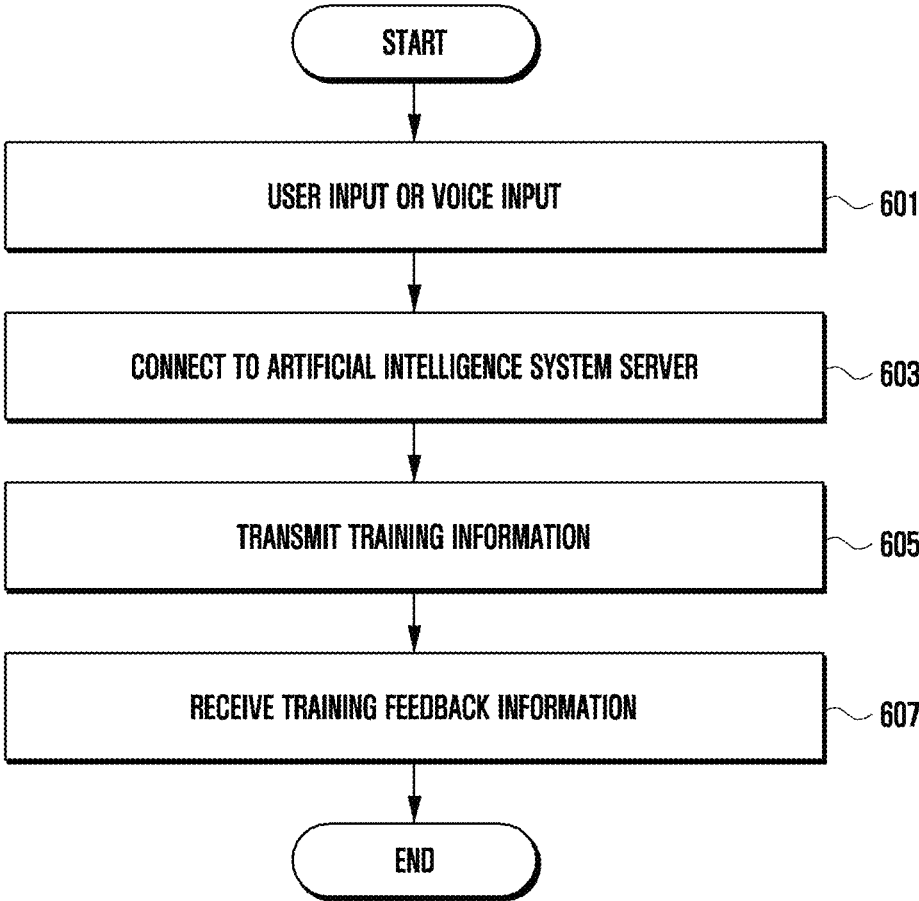 START
USER INPUT OR VOICE INPUT
601
CONNECT TO ARTIFICIAL INTELLIGENCE SYSTEM SERVER
603
TRANSMIT TRAINING INFORMATION
605
RECEIVE TRAINING FEEDBACK INFORMATION
607
END